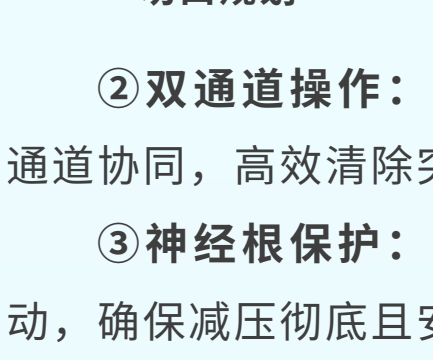 ②双通道操作：
通道协同，高效清除
③神经根保护：
动，确保减压彻底且